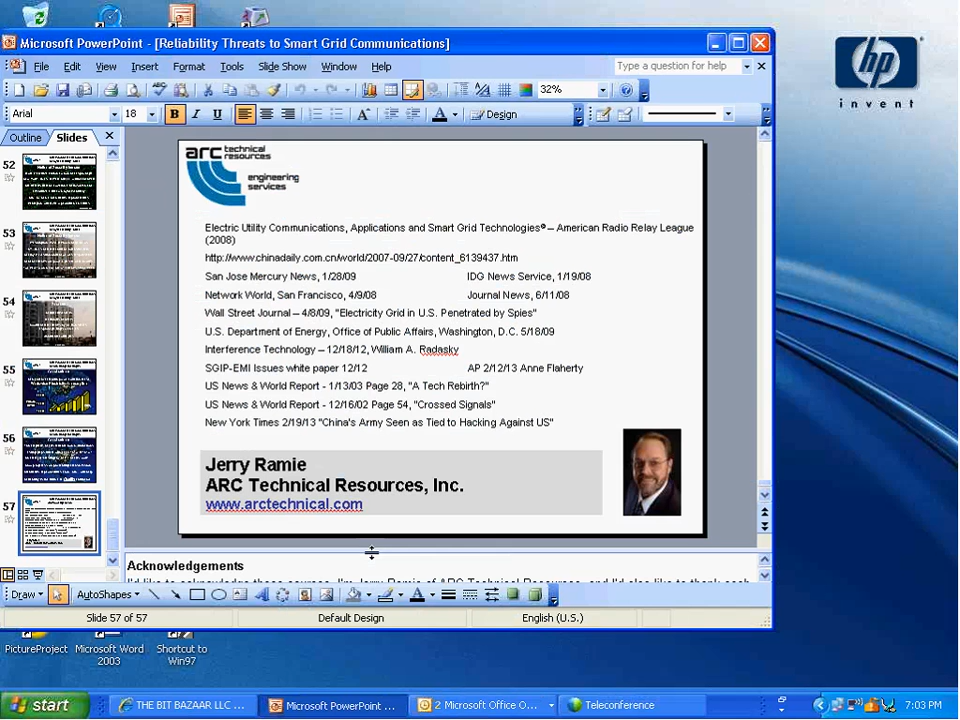 Microsoft PowerPoint - [Reliability Threats to Smart Grid Communications]
File Edit View Insert Format Tools Slide Show Window Help
Type a question for help
32%
Arial 18 B I U A A Design
Outline Slides
arc technical resources
engineering services
52
53
54
55
56
57
Electric Utility Communications, Applications and Smart Grid Technologies® – American Radio Relay League
(2008)
http://www.chinadaily.com.cn/world/2007-09/27/content_6139437.htm
San Jose Mercury News, 1/28/09 IDG News Service, 1/19/08
Network World, San Francisco, 4/9/08 Journal News, 6/11/08
Wall Street Journal – 4/8/09, "Electricity Grid in U.S. Penetrated by Spies"
U.S. Department of Energy, Office of Public Affairs, Washington, D.C. 5/18/09
Interference Technology – 12/18/12, William A. Radasky
SGIP-EMI Issues white paper 12/12 AP 2/12/13 Anne Flaherty
US News & World Report - 1/13/03 Page 28, "A Tech Rebirth?"
US News & World Report - 12/16/02 Page 54, "Crossed Signals"
New York Times 2/19/13 "China's Army Seen as Tied to Hacking Against US"
Jerry Ramie
ARC Technical Resources, Inc.
www.arctechnical.com
Acknowledgements
Draw AutoShapes A
Slide 57 of 57 Default Design English (U.S.)
hp
invent
PictureProject
Microsoft Word 2003
Shortcut to Win97
start THE BIT BAZAAR LLC ... Microsoft PowerPoint ... 2 Microsoft Office O... Teleconference 7:03 PM